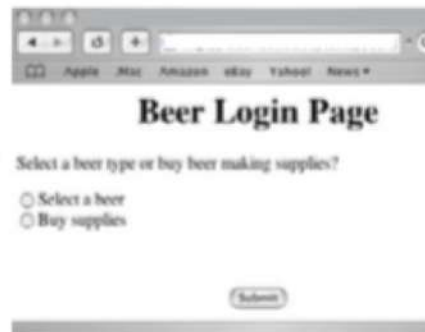 Apple Mac Amazon eBay Yahoo! News
Beer Login Page
Select a beer type or buy beer making supplies?
Select a beer
Buy supplies
Submit